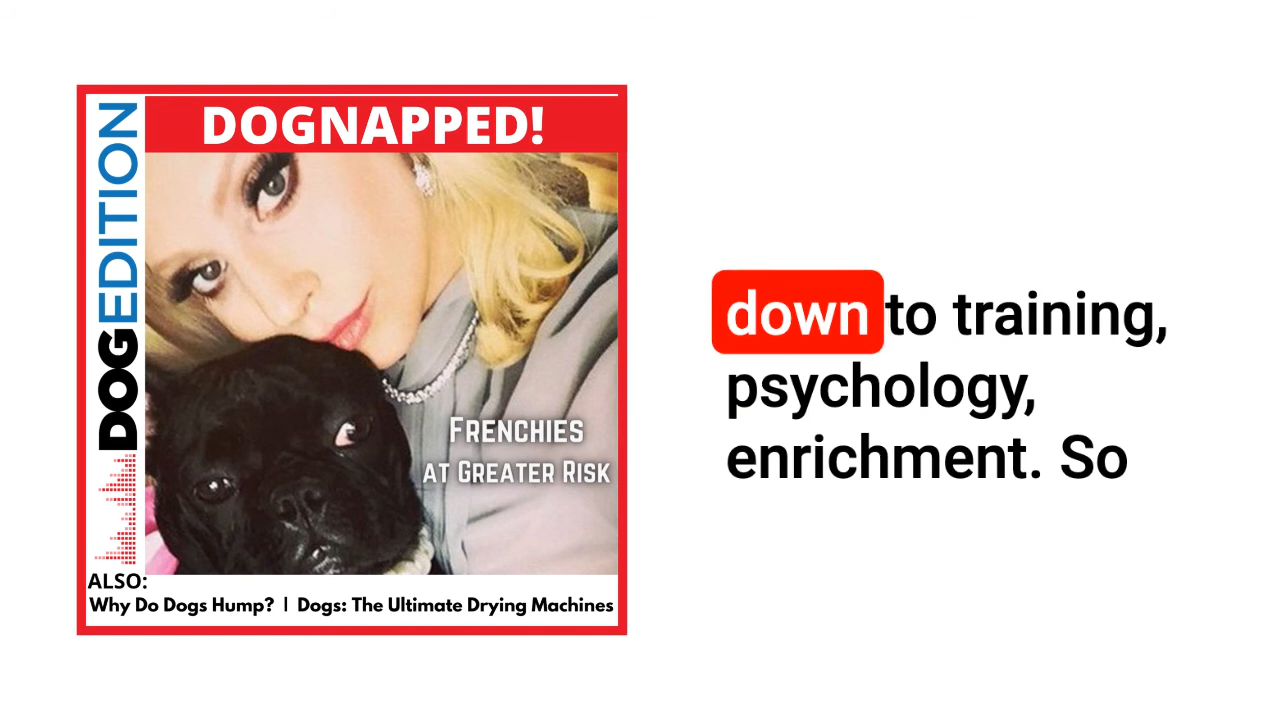 DOGNAPPED!
DOGEDITION
FRENCHIES
AT GREATER RISK
ALSO:
Why Do Dogs Hump? | Dogs: The Ultimate Drying Machines
down to training,
psychology,
enrichment. So